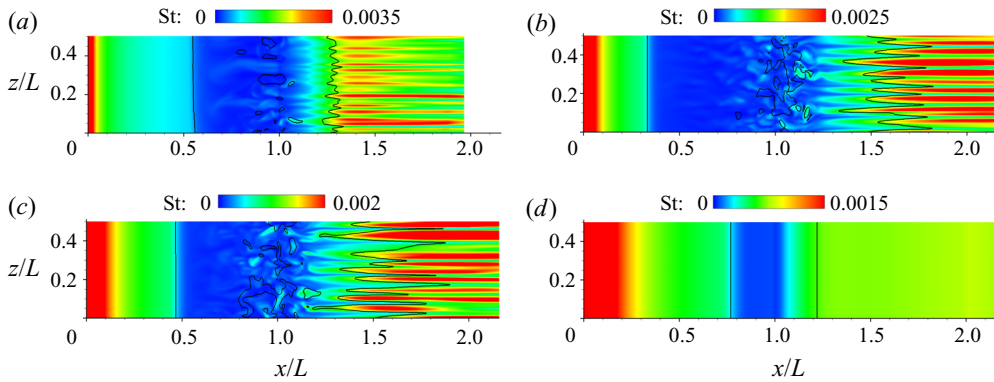 (a) St: 0 0.0035
(b) St: 0 0.0025
z/L 0.4 0.2 0
0.4 0.2 0
0.5 1.0 1.5 2.0
0 0.5 1.0 1.5 2.0
(c) St: 0 0.002
(d) St: 0 0.0015
z/L 0.4 0.2 0
0.4 0.2
0.5 1.0 1.5 2.0
0 0.5 1.0 1.5 2.0
x/L
x/L